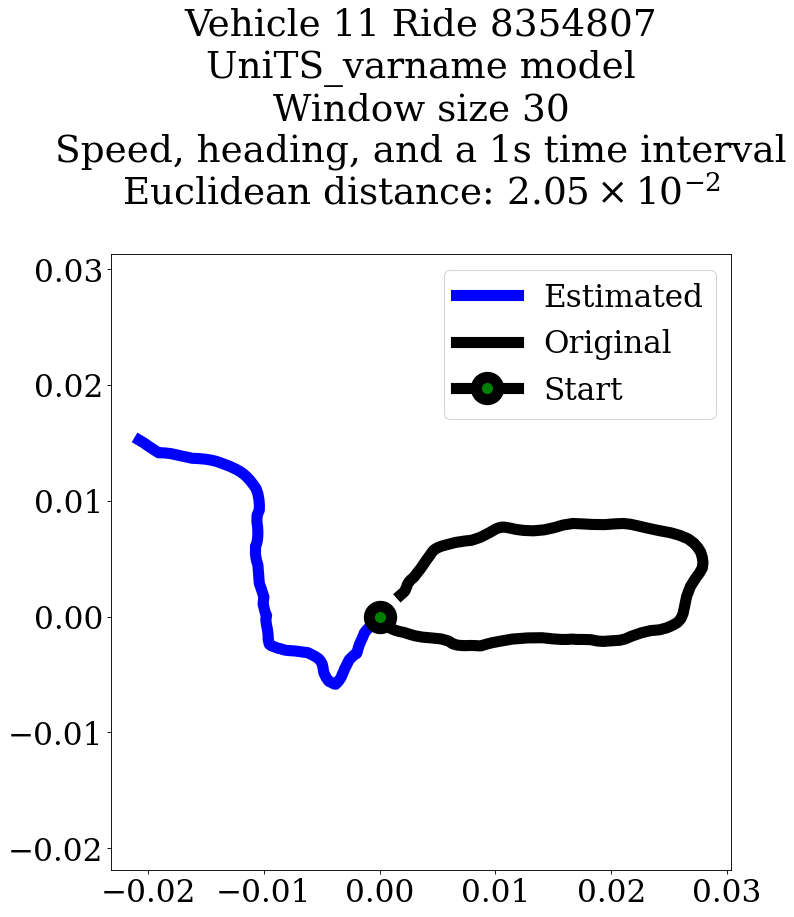 Vehicle 11 Ride 8354807
UniTS_varname model
Window size 30
Speed, heading, and a 1s time interval
Euclidean distance: 2.05 × 10⁻²
Estimated
Original
Start
0.03
0.02
0.01
0.00
−0.01
−0.02
−0.02 −0.01 0.00 0.01 0.02 0.03